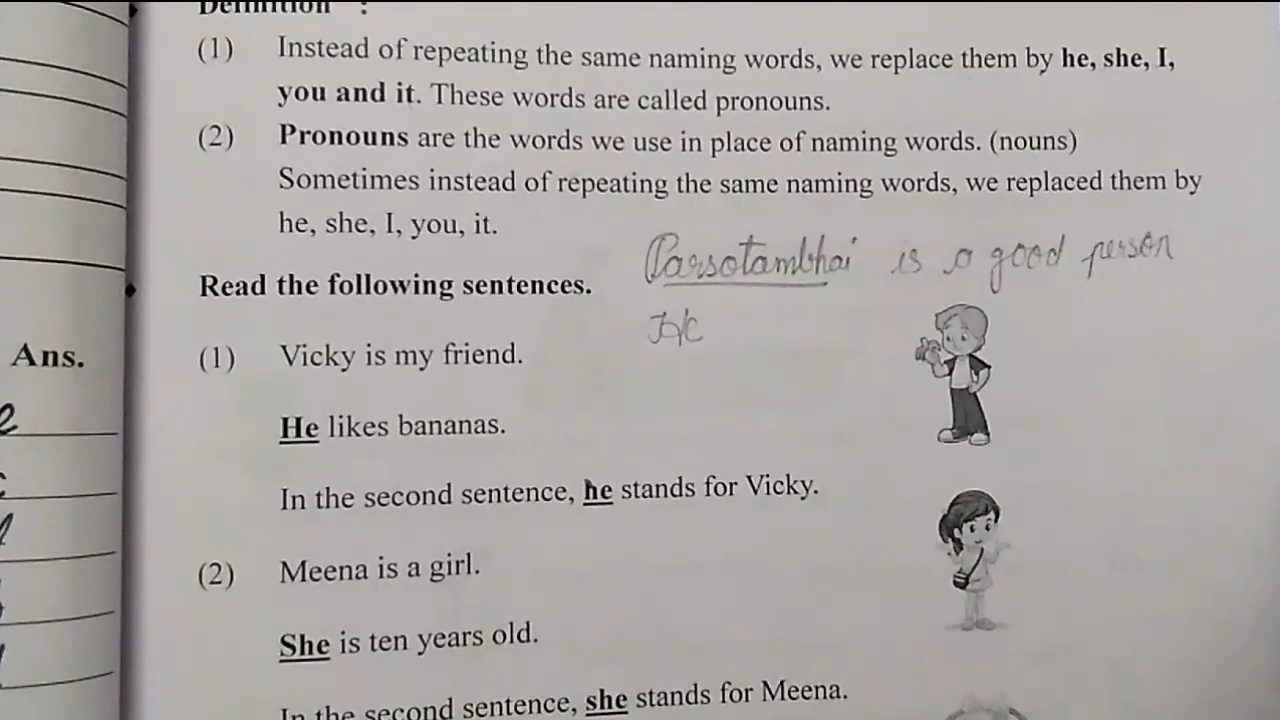 Definition :
(1) Instead of repeating the same naming words, we replace them by he, she, I,
you and it. These words are called pronouns.
(2) Pronouns are the words we use in place of naming words. (nouns)
Sometimes instead of repeating the same naming words, we replaced them by
he, she, I, you, it.
Parsotambhai is a good person
Read the following sentences.
Ans.
(1) Vicky is my friend.
He likes bananas.
In the second sentence, he stands for Vicky.
(2) Meena is a girl.
She is ten years old.
In the second sentence, she stands for Meena.